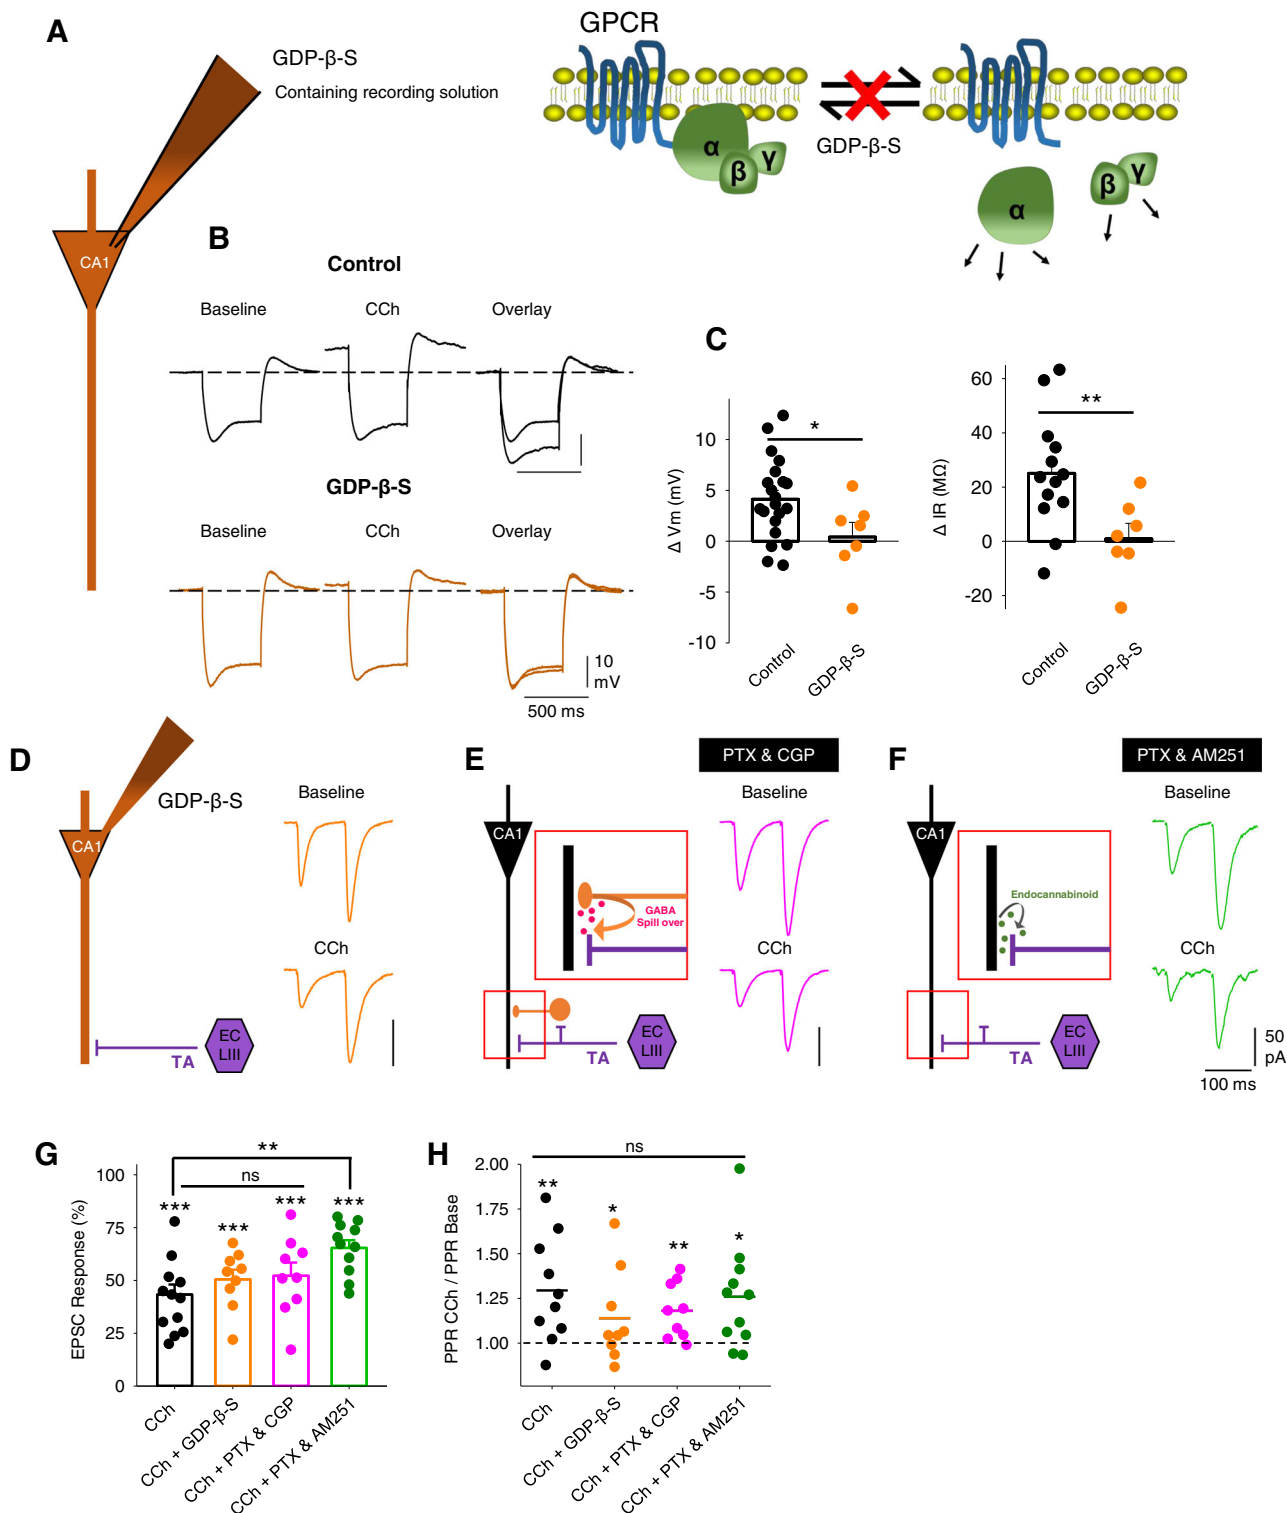 A
GDP-β-S
Containing recording solution
CA1
GPCR
α
β
γ
GDP-β-S
α
β
γ
B
Control
Baseline
CCh
Overlay
GDP-β-S
Baseline
CCh
Overlay
10
mV
500 ms
C
Δ Vm (mV)
10
5
0
-5
-10
*
Control
GDP-β-S
Δ IR (MΩ)
60
40
20
0
-20
**
Control
GDP-β-S
D
GDP-β-S
CA1
Baseline
CCh
EC
LIII
TA
E
PTX & CGP
Baseline
CA1
GABA
Spill over
CCh
EC
LIII
TA
F
PTX & AM251
Baseline
CA1
Endocannabinoid
CCh
EC
LIII
TA
50
pA
100 ms
G
EPSC Response (%)
100
75
50
25
0
**
ns
***
***
***
***
CCh
CCh + GDP-β-S
CCh + PTX & CGP
CCh + PTX & AM251
H
PPR CCh / PPR Base
2.00
1.75
1.50
1.25
1.00
ns
**
*
**
*
CCh
CCh + GDP-β-S
CCh + PTX & CGP
CCh + PTX & AM251